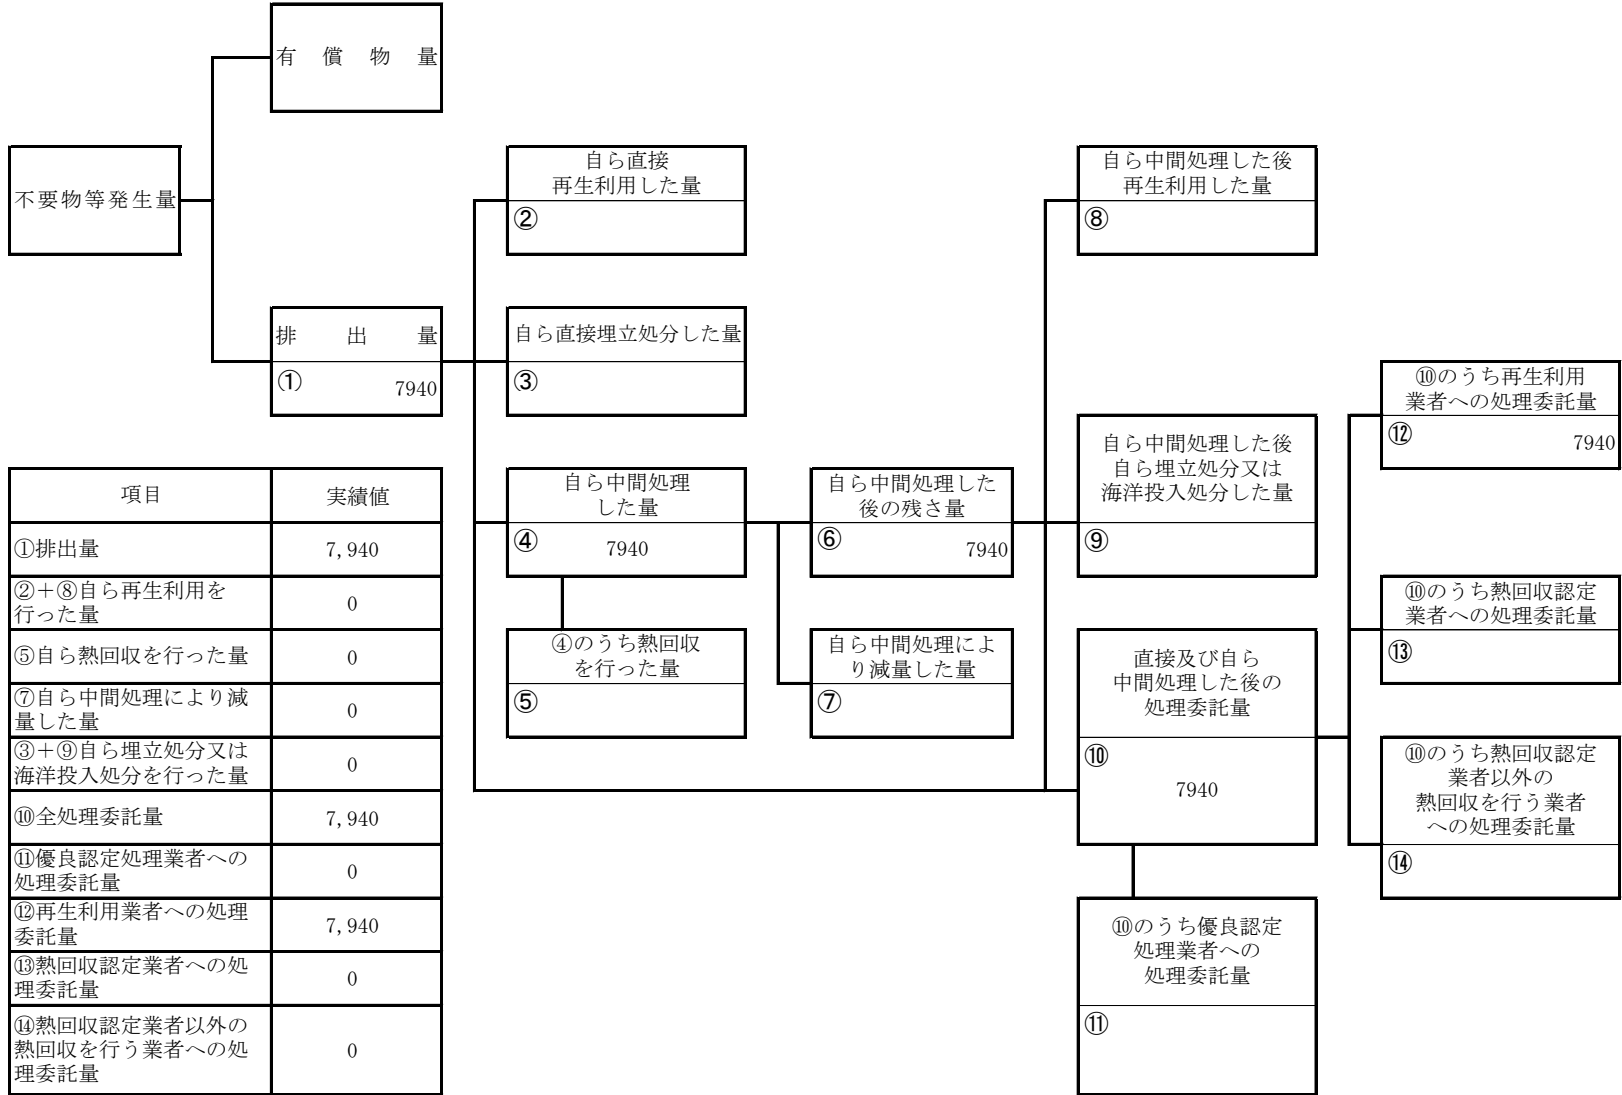 有償物量
不要物等発生量
自ら直接
再生利用した量
②
自ら中間処理した後
再生利用した量
⑧
排出量
① 7940
自ら直接埋立処分した量
③
⑩のうち再生利用
業者への処理委託量
⑫ 7940
自ら中間処理
した量
④ 7940
自ら中間処理した
後の残さ量
⑥ 7940
自ら中間処理した後
自ら埋立処分又は
海洋投入処分した量
⑨
⑩のうち熱回収認定
業者への処理委託量
⑬
④のうち熱回収
を行った量
⑤
自ら中間処理によ
り減量した量
⑦
直接及び自ら
中間処理した後の
処理委託量
⑩
7940
⑩のうち熱回収認定
業者以外の
熱回収を行う業者
への処理委託量
⑭
⑩のうち優良認定
処理業者への
処理委託量
⑪
項目 実績値
①排出量 7,940
②+⑧自ら再生利用を
行った量 0
⑤自ら熱回収を行った量 0
⑦自ら中間処理により減
量した量 0
③+⑨自ら埋立処分又は
海洋投入処分を行った量 0
⑩全処理委託量 7,940
⑪優良認定処理業者への
処理委託量 0
⑫再生利用業者への処理
委託量 7,940
⑬熱回収認定業者への処
理委託量 0
⑭熱回収認定業者以外の
熱回収を行う業者への処
理委託量 0